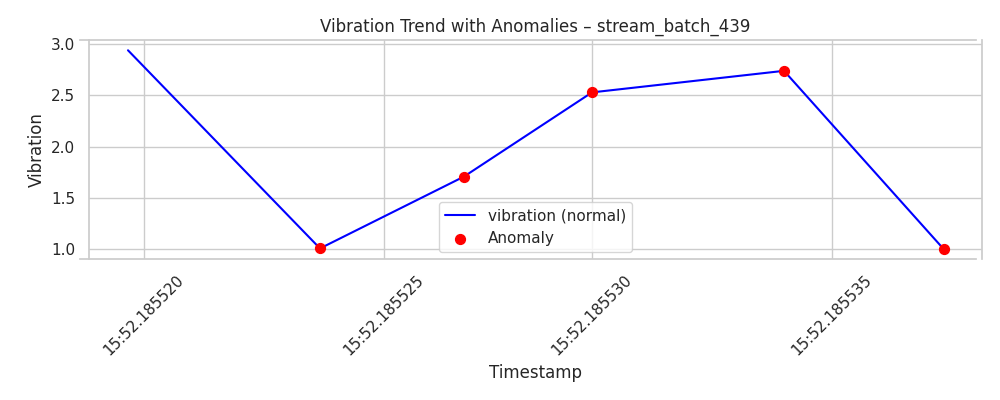 Vibration Trend with Anomalies – stream_batch_439
Vibration
3.0
2.5
2.0
1.5
1.0
vibration (normal)
Anomaly
15:52.185520
15:52.185525
15:52.185530
15:52.185535
Timestamp